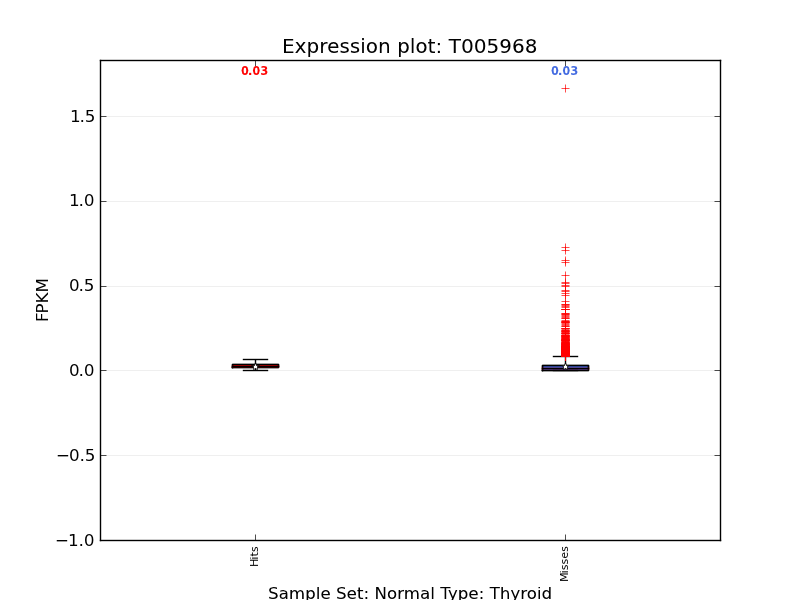 Expression plot: T005968
0.03 0.03
1.5
1.0
0.5
0.0
−0.5
−1.0
FPKM
Hits Misses
Sample Set: Normal Type: Thyroid